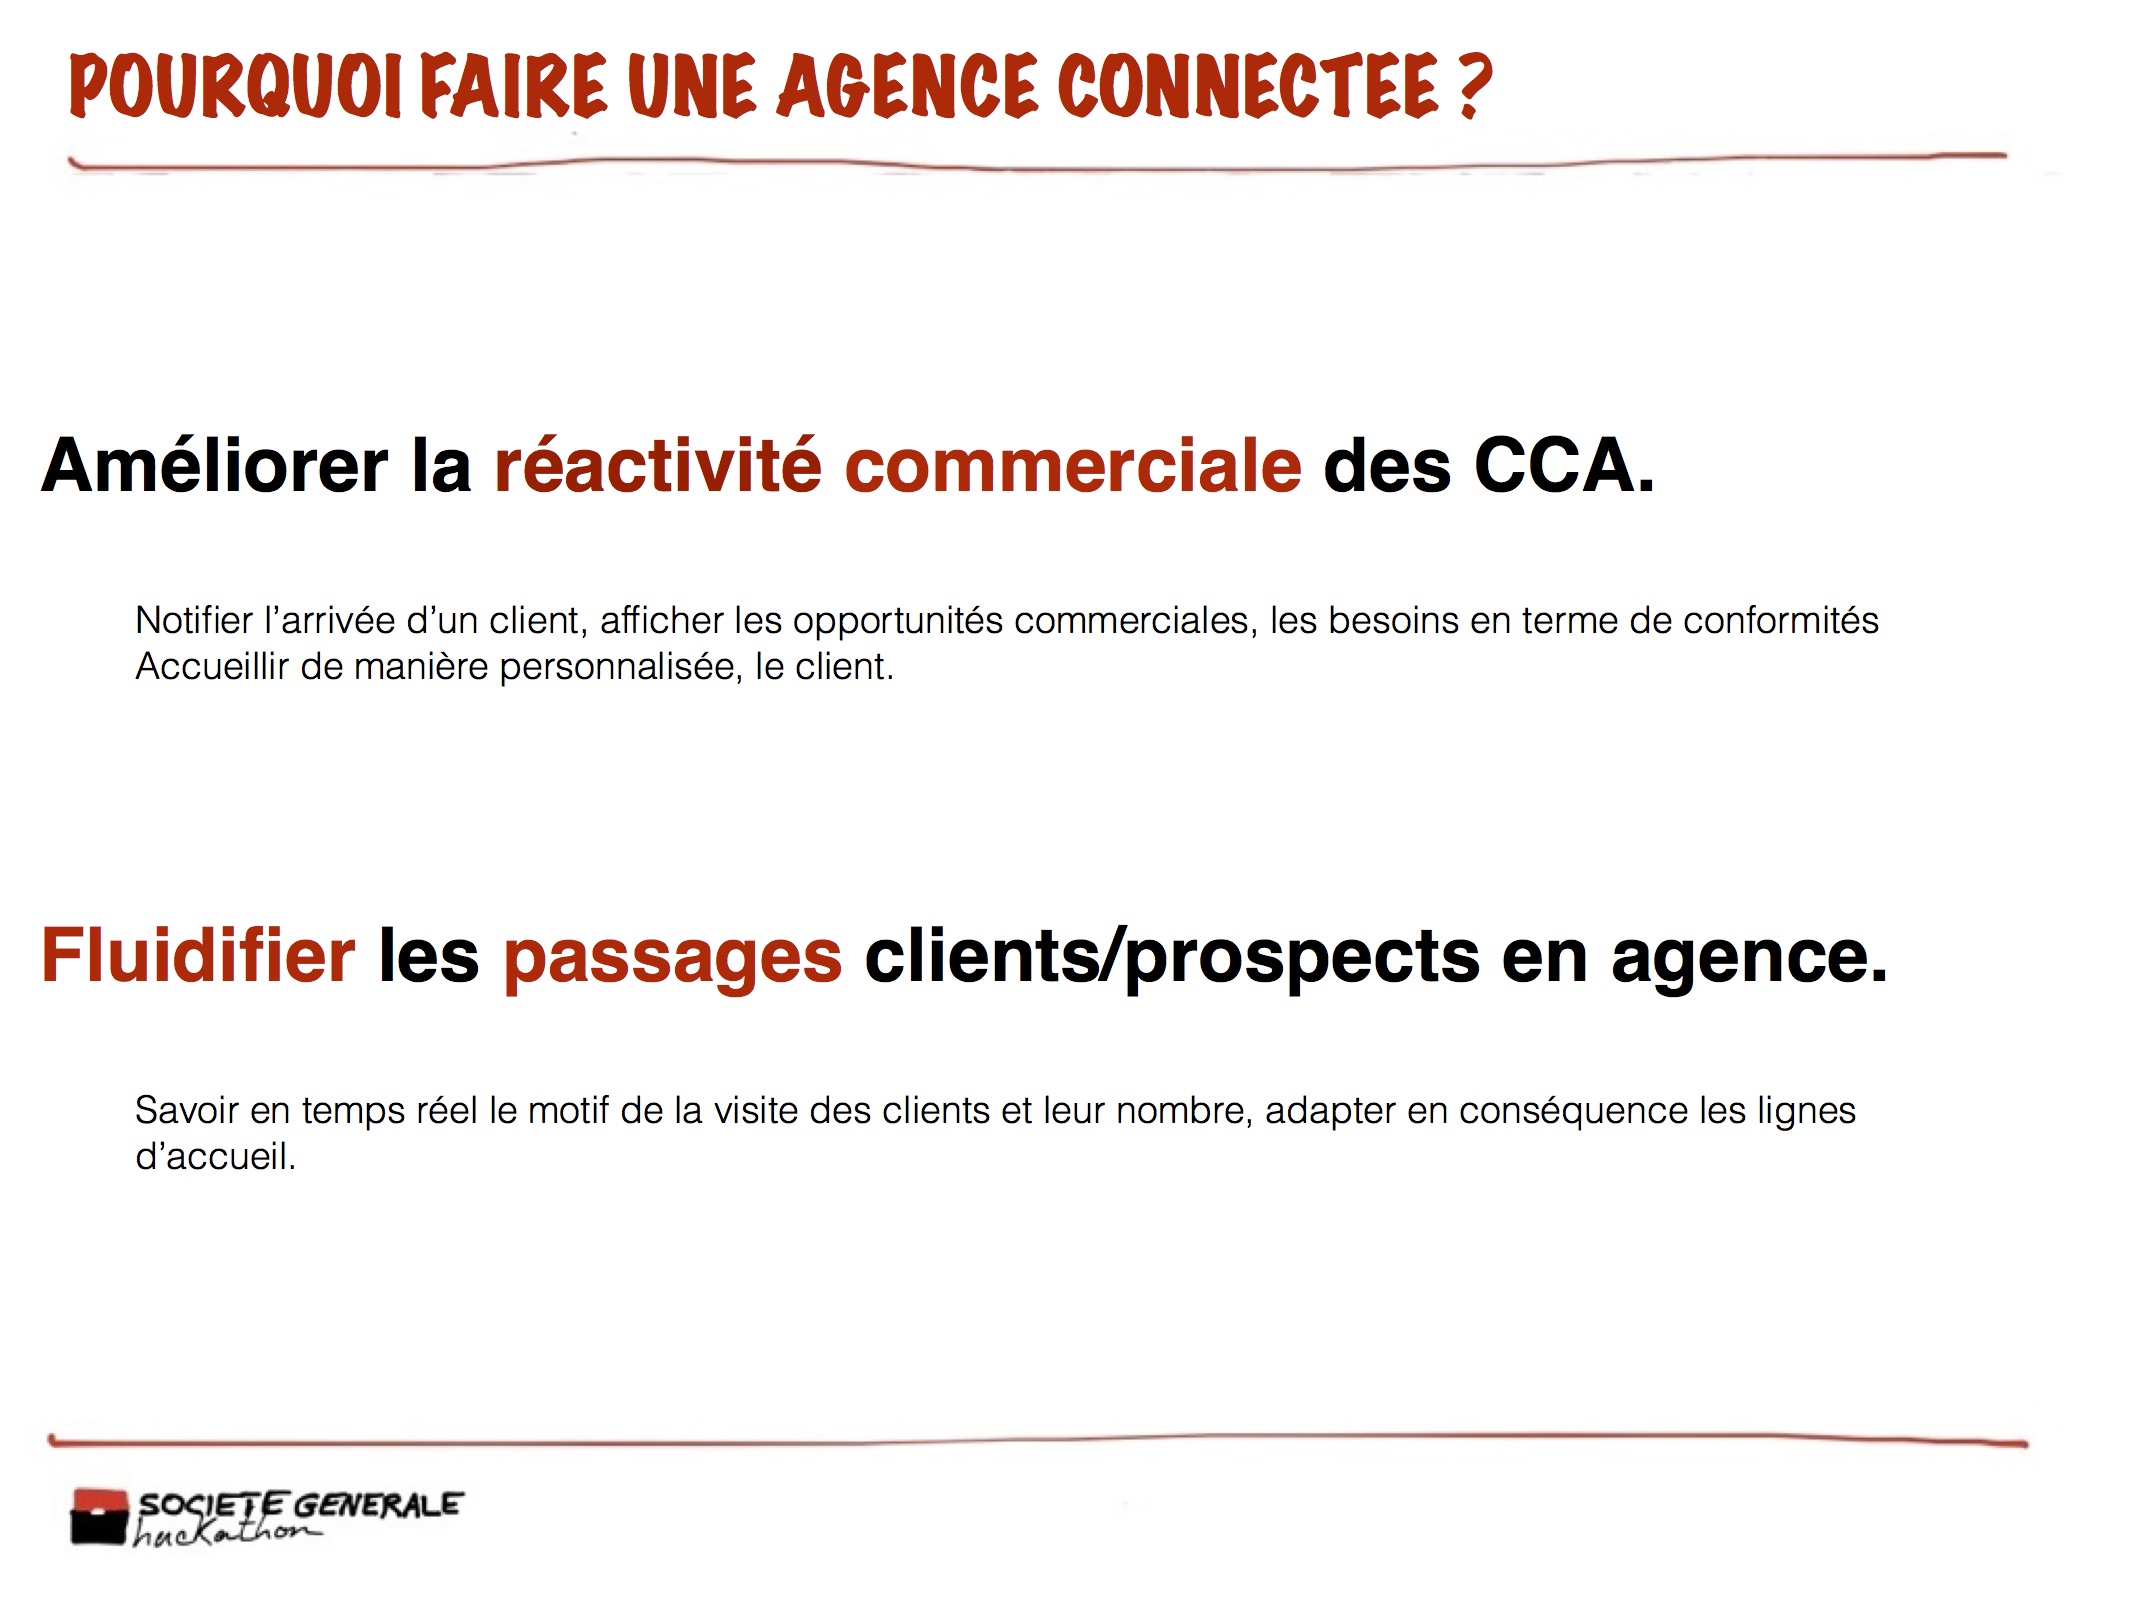 POURQUOI FAIRE UNE AGENCE CONNECTEE ?
Améliorer la réactivité commerciale des CCA.
Notifier l’arrivée d’un client, afficher les opportunités commerciales, les besoins en terme de conformités
Accueillir de manière personnalisée, le client.
Fluidifier les passages clients/prospects en agence.
Savoir en temps réel le motif de la visite des clients et leur nombre, adapter en conséquence les lignes
d’accueil.
SOCIETE GENERALE
hackathon